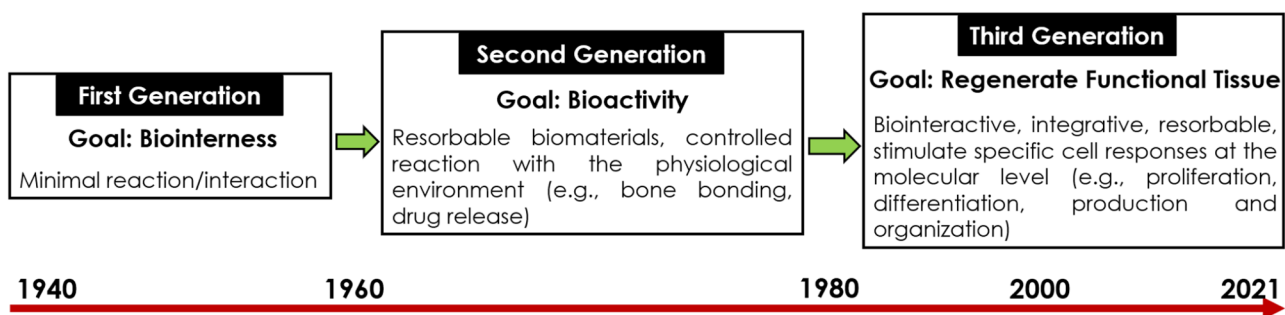 First Generation
Goal: Biointerness
Minimal reaction/interaction
Second Generation
Goal: Bioactivity
Resorbable biomaterials, controlled
reaction with the physiological
environment (e.g., bone bonding,
drug release)
Third Generation
Goal: Regenerate Functional Tissue
Biointeractive, integrative, resorbable,
stimulate specific cell responses at the
molecular level (e.g., proliferation,
differentiation, production and
organization)
1940 1960 1980 2000 2021